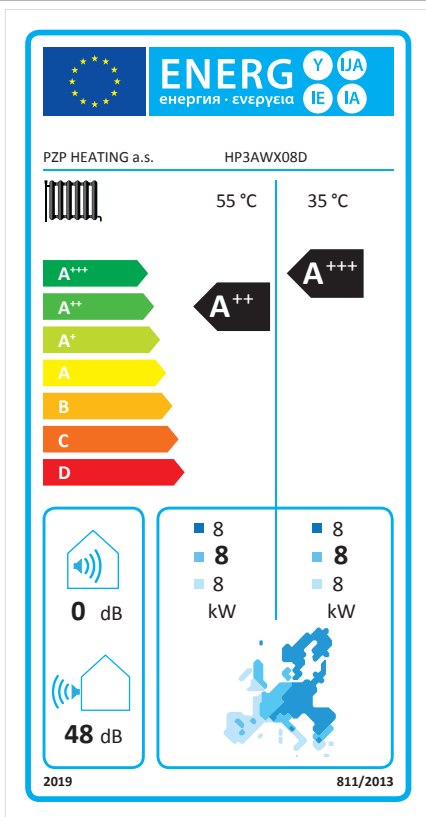 ENERG Y IJA
енергия · ενεργεια IE IA
PZP HEATING a.s. HP3AWX08D
55 °C 35 °C
A+++
A+++
A++
A++
A+
A
B
C
D
8 8
8 8
8 8
kW kW
0 dB
48 dB
2019 811/2013